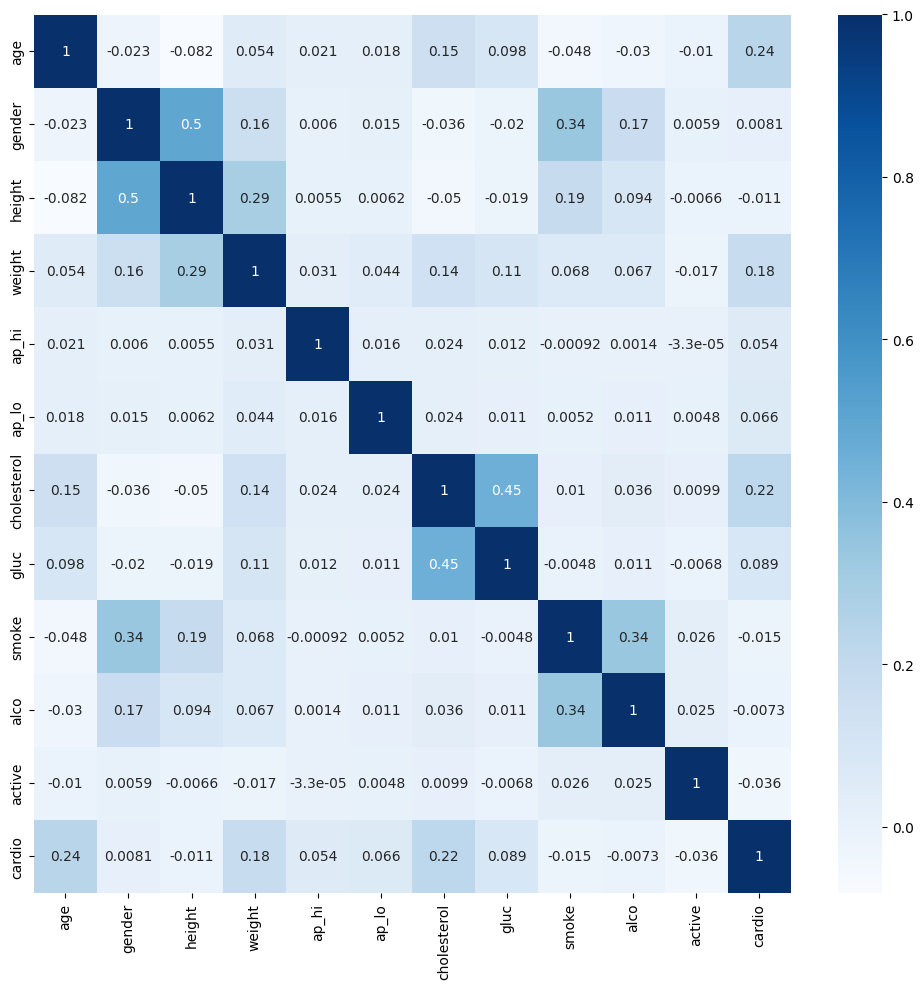 age 1 -0.023 -0.082 0.054 0.021 0.018 0.15 0.098 -0.048 -0.03 -0.01 0.24
gender -0.023 1 0.5 0.16 0.006 0.015 -0.036 -0.02 0.34 0.17 0.0059 0.0081
height -0.082 0.5 1 0.29 0.0055 0.0062 -0.05 -0.019 0.19 0.094 -0.0066 -0.011
weight 0.054 0.16 0.29 1 0.031 0.044 0.14 0.11 0.068 0.067 -0.017 0.18
ap_hi 0.021 0.006 0.0055 0.031 1 0.016 0.024 0.012 -0.00092 0.0014 -3.3e-05 0.054
ap_lo 0.018 0.015 0.0062 0.044 0.016 1 0.024 0.011 0.0052 0.011 0.0048 0.066
cholesterol 0.15 -0.036 -0.05 0.14 0.024 0.024 1 0.45 0.01 0.036 0.0099 0.22
gluc 0.098 -0.02 -0.019 0.11 0.012 0.011 0.45 1 -0.0048 0.011 -0.0068 0.089
smoke -0.048 0.34 0.19 0.068 -0.00092 0.0052 0.01 -0.0048 1 0.34 0.026 -0.015
alco -0.03 0.17 0.094 0.067 0.0014 0.011 0.036 0.011 0.34 1 0.025 -0.0073
active -0.01 0.0059 -0.0066 -0.017 -3.3e-05 0.0048 0.0099 -0.0068 0.026 0.025 1 -0.036
cardio 0.24 0.0081 -0.011 0.18 0.054 0.066 0.22 0.089 -0.015 -0.0073 -0.036 1
age gender height weight ap_hi ap_lo cholesterol gluc smoke alco active cardio
1.0
0.8
0.6
0.4
0.2
0.0